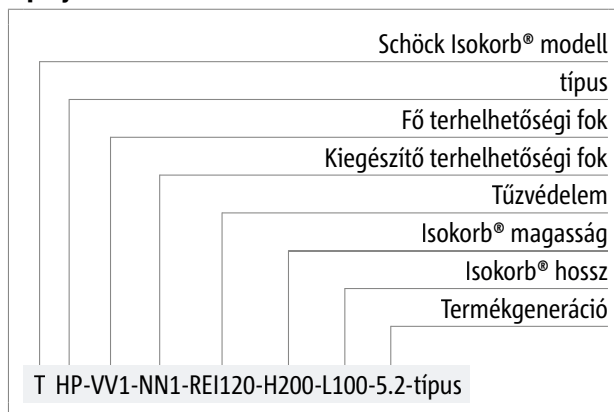 Schöck Isokorb® modell
típus
Fő terhelhetőségi fok
Kiegészítő terhelhetőségi fok
Tűzvédelem
Isokorb® magasság
Isokorb® hossz
Termékgeneráció
T HP-VV1-NN1-REI120-H200-L100-5.2-típus